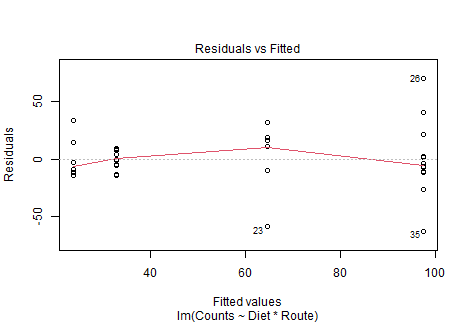 Residuals vs Fitted
Residuals
50
0
-50
26
23
35
40
60
80
100
Fitted values
lm(Counts ~ Diet * Route)